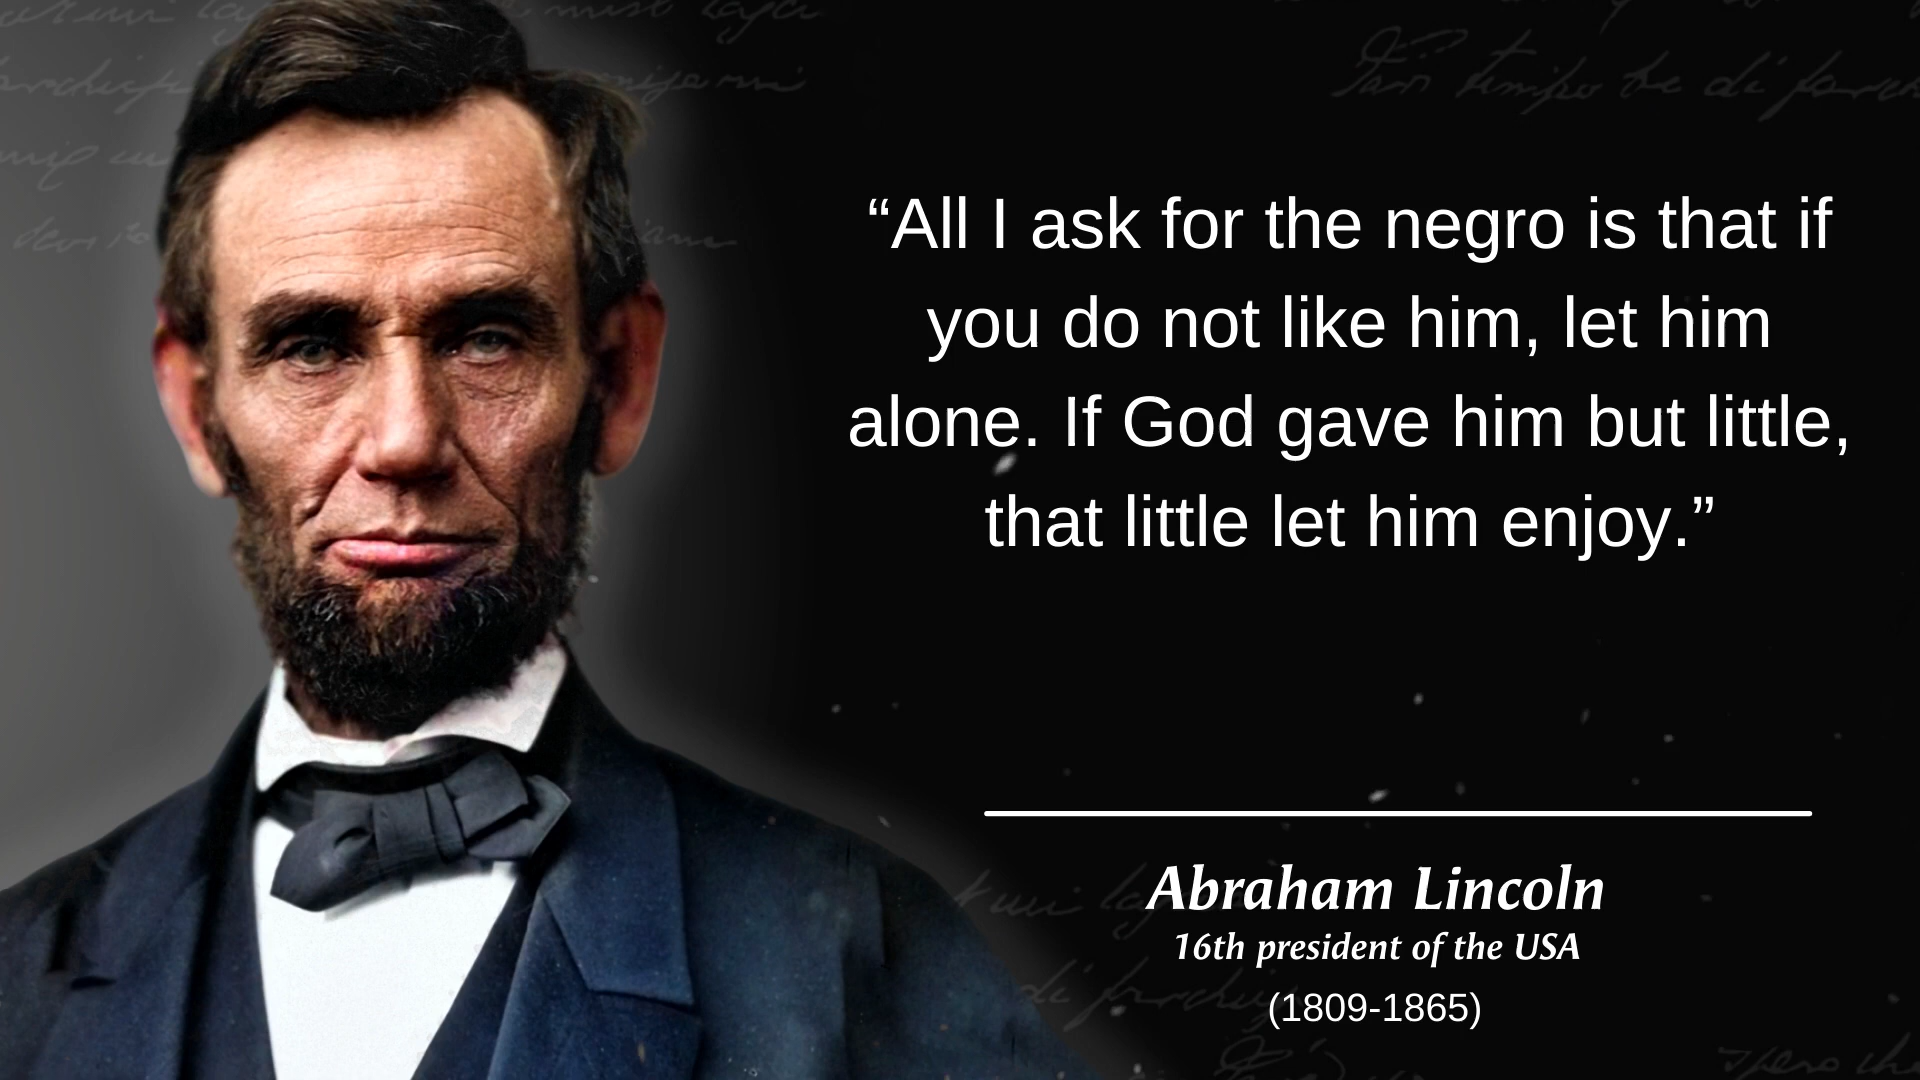 “All I ask for the negro is that if
you do not like him, let him
alone. If God gave him but little,
that little let him enjoy.”
Abraham Lincoln
16th president of the USA
(1809-1865)